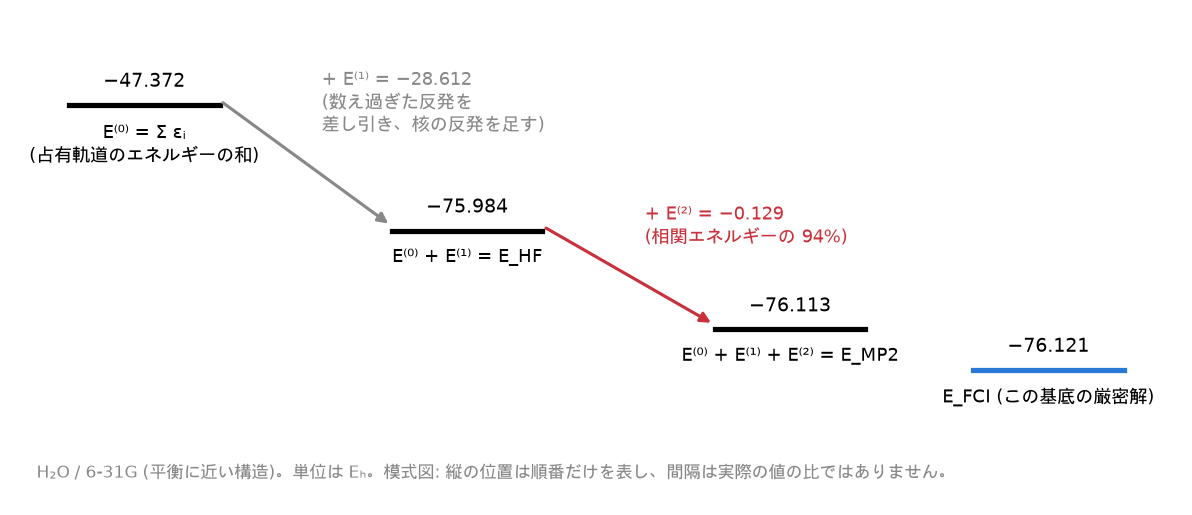 −47.372
E⁽⁰⁾ = Σ εᵢ
(占有軌道のエネルギーの和)
+ E⁽¹⁾ = −28.612
(数え過ぎた反発を
差し引き、核の反発を足す)
−75.984
E⁽⁰⁾ + E⁽¹⁾ = E_HF
+ E⁽²⁾ = −0.129
(相関エネルギーの 94%)
−76.113
E⁽⁰⁾ + E⁽¹⁾ + E⁽²⁾ = E_MP2
−76.121
E_FCI (この基底の厳密解)
H₂O / 6-31G (平衡に近い構造)。単位は Eₕ。模式図: 縦の位置は順番だけを表し、間隔は実際の値の比ではありません。